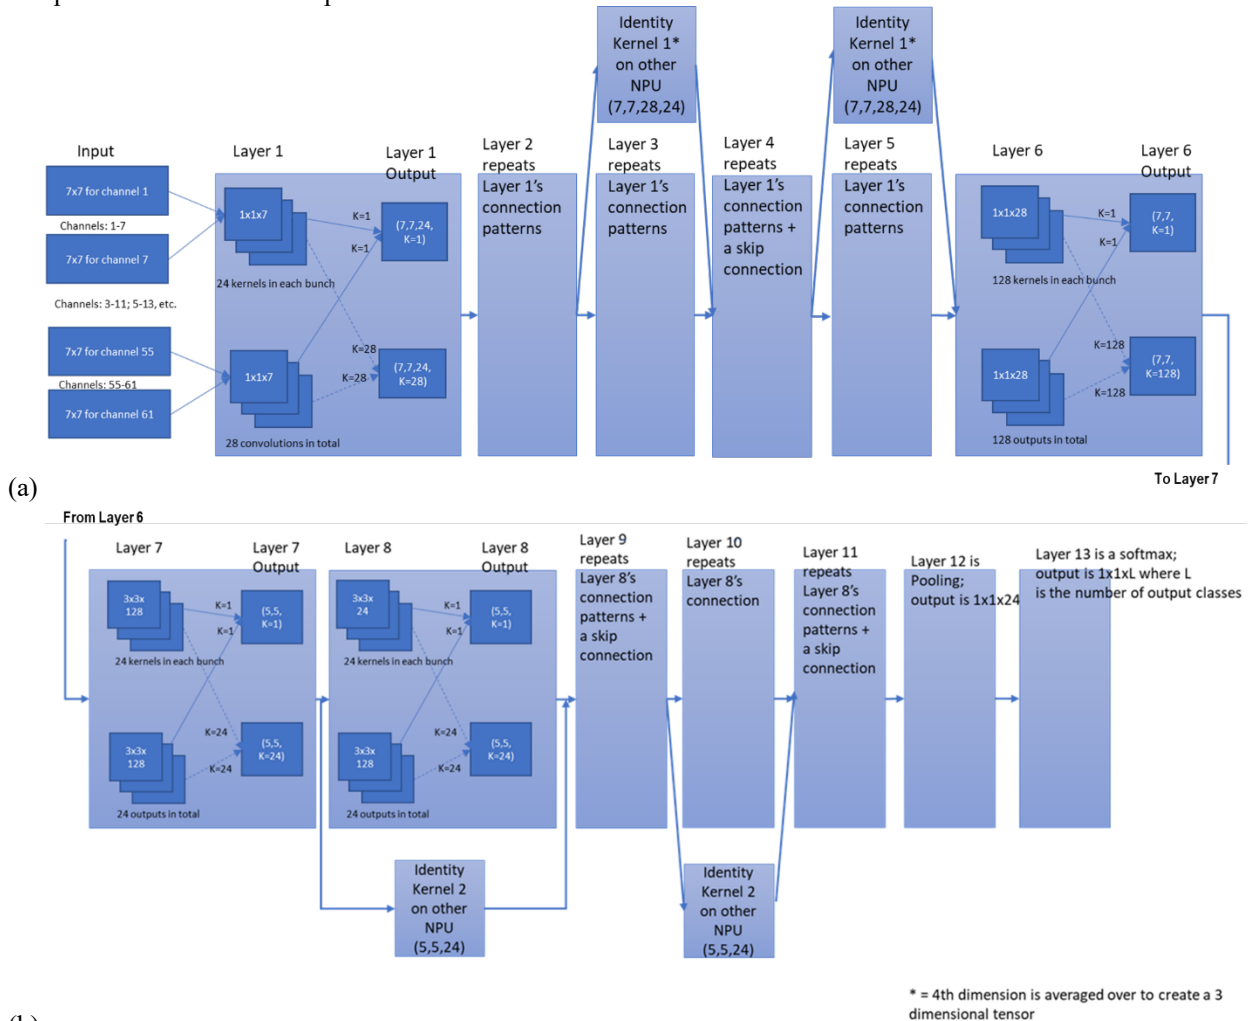 Identity
Kernel 1*
on other
NPU
(7,7,28,24)
Identity
Kernel 1*
on other
NPU
(7,7,28,24)
Input
7x7 for channel 1
Channels: 1-7
7x7 for channel 7
Channels: 3-11; 5-13, etc.
7x7 for channel 55
Channels: 55-61
7x7 for channel 61
Layer 1
1x1x7
24 kernels in each bunch
1x1x7
28 convolutions in total
K=1
K=1
K=28
K=28
Layer 1
Output
(7,7,24,
K=1)
(7,7,24,
K=28)
Layer 2
repeats
Layer 1's
connection
patterns
Layer 3
repeats
Layer 1's
connection
patterns
Layer 4
repeats
Layer 1's
connection
patterns +
a skip
connection
Layer 5
repeats
Layer 1's
connection
patterns
Layer 6
1x1x28
128 kernels in each bunch
1x1x28
128 outputs in total
K=1
K=1
K=128
K=128
Layer 6
Output
(7,7,
K=1)
(7,7,
K=128)
To Layer 7
(a)
From Layer 6
Layer 7
3x3x
128
24 kernels in each bunch
3x3x
128
24 outputs in total
K=1
K=1
K=24
K=24
Layer 7
Output
(5,5,
K=1)
(5,5,
K=24)
Layer 8
3x3x
24
24 kernels in each bunch
3x3x
128
24 outputs in total
K=1
K=1
K=24
K=24
Layer 8
Output
(5,5,
K=1)
(5,5,
K=24)
Layer 9
repeats
Layer 8's
connection
patterns +
a skip
connection
Layer 10
repeats
Layer 8's
connection
Layer 11
repeats
Layer 8's
connection
patterns +
a skip
connection
Layer 12 is
Pooling;
output is 1x1x24
Layer 13 is a softmax;
output is 1x1xL where L
is the number of output classes
Identity
Kernel 2
on other
NPU
(5,5,24)
Identity
Kernel 2
on other
NPU
(5,5,24)
* = 4th dimension is averaged over to create a 3
dimensional tensor